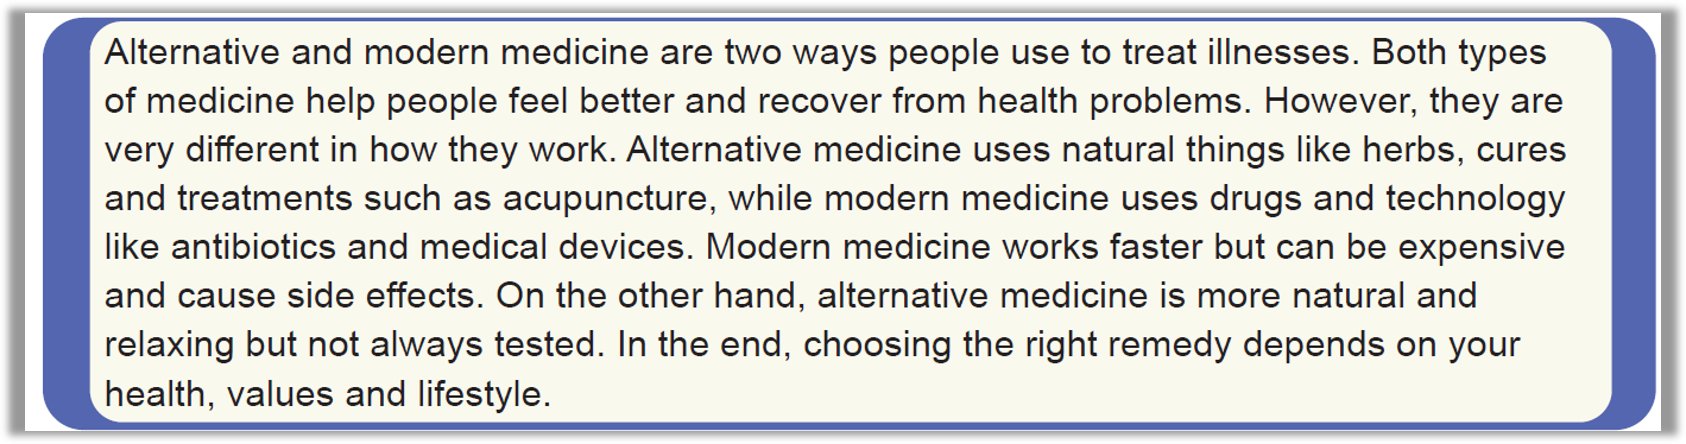 Alternative and modern medicine are two ways people use to treat illnesses. Both types
of medicine help people feel better and recover from health problems. However, they are
very different in how they work. Alternative medicine uses natural things like herbs, cures
and treatments such as acupuncture, while modern medicine uses drugs and technology
like antibiotics and medical devices. Modern medicine works faster but can be expensive
and cause side effects. On the other hand, alternative medicine is more natural and
relaxing but not always tested. In the end, choosing the right remedy depends on your
health, values and lifestyle.